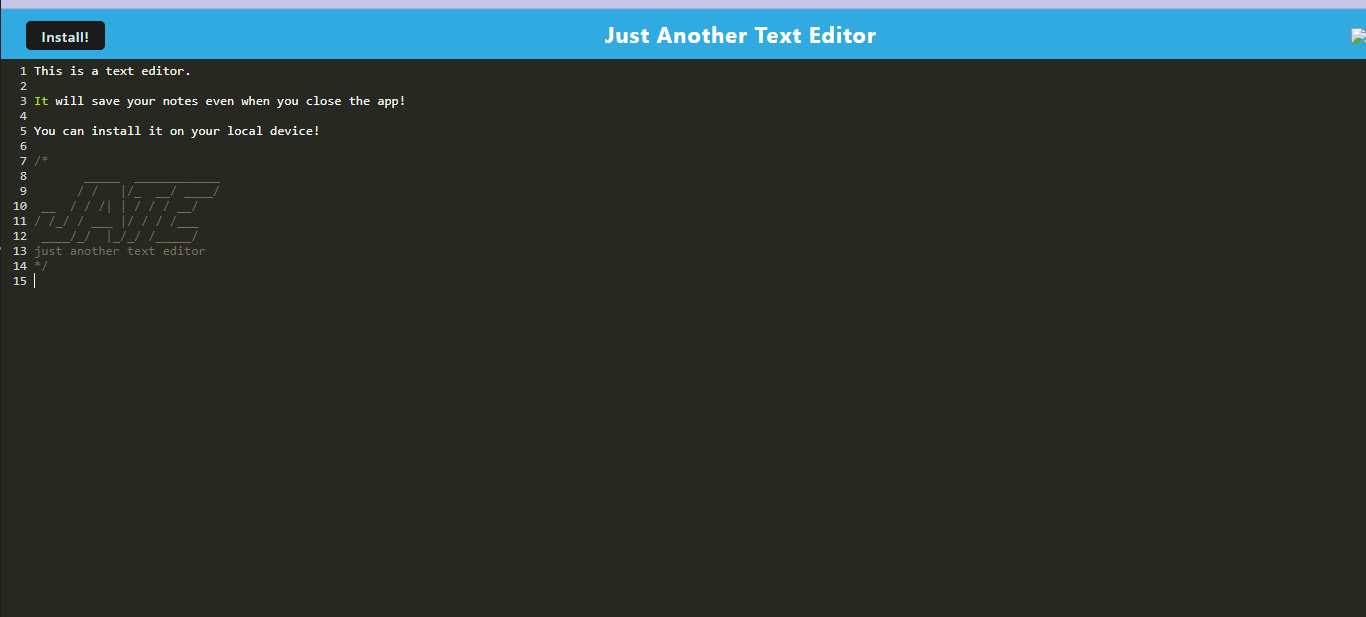 Install!
Just Another Text Editor
1 This is a text editor.
2
3 It will save your notes even when you close the app!
4
5 You can install it on your local device!
6
7 /*
8        _____  ____________
9       / /   |/_  __/ ____/
10  __  / / /| | / / / __/
11 / /_/ / ___ |/ / / /___
12  ____/_/  |_/_/ /_____/
13 just another text editor
14 */
15